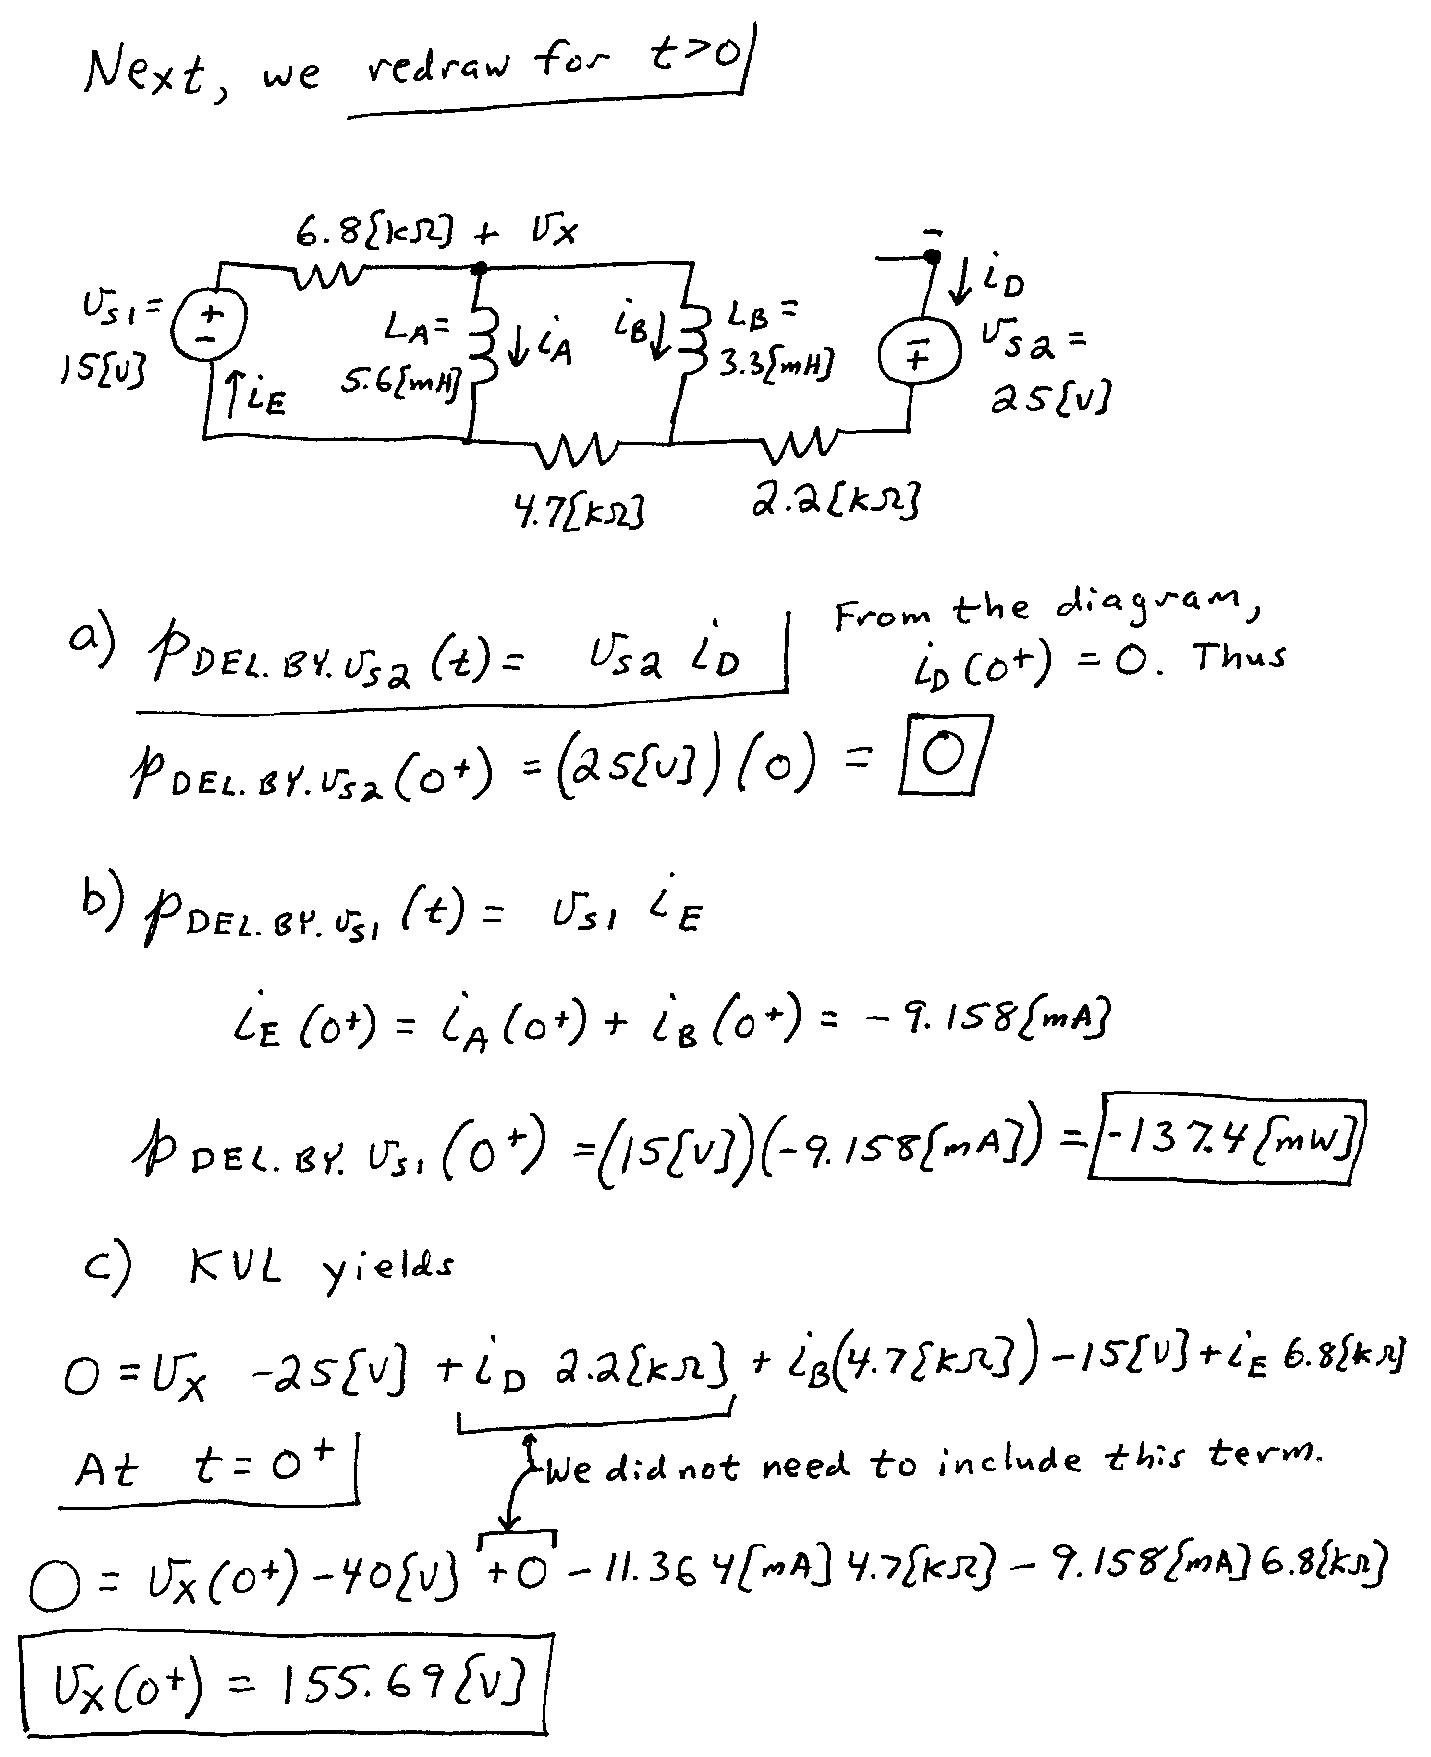 Next, we redraw for t>0
6.8[kΩ] + vX -
vS1= + - 15[V] iE
LA= 5.6[mH] iA
iB LB= 3.3[mH]
iD - + vS2= 25[V]
4.7[kΩ] 2.2[kΩ]
a) pDEL.BY.vS2(t) = vS2 iD From the diagram,
iD(0+) = 0. Thus
pDEL.BY.vS2(0+) = (25[V])(0) = 0
b) pDEL.BY.vS1(t) = vS1 iE
iE(0+) = iA(0+) + iB(0+) = -9.158[mA]
pDEL.BY.vS1(0+) = (15[V])(-9.158[mA]) = -137.4[mW]
c) KVL yields
0 = vX -25[V] + iD 2.2[kΩ] + iB(4.7[kΩ]) -15[V] + iE 6.8[kΩ]
At t=0+ We did not need to include this term.
0 = vX(0+) -40[V] +0 -11.364[mA] 4.7[kΩ] - 9.158[mA] 6.8[kΩ]
vX(0+) = 155.69[V]